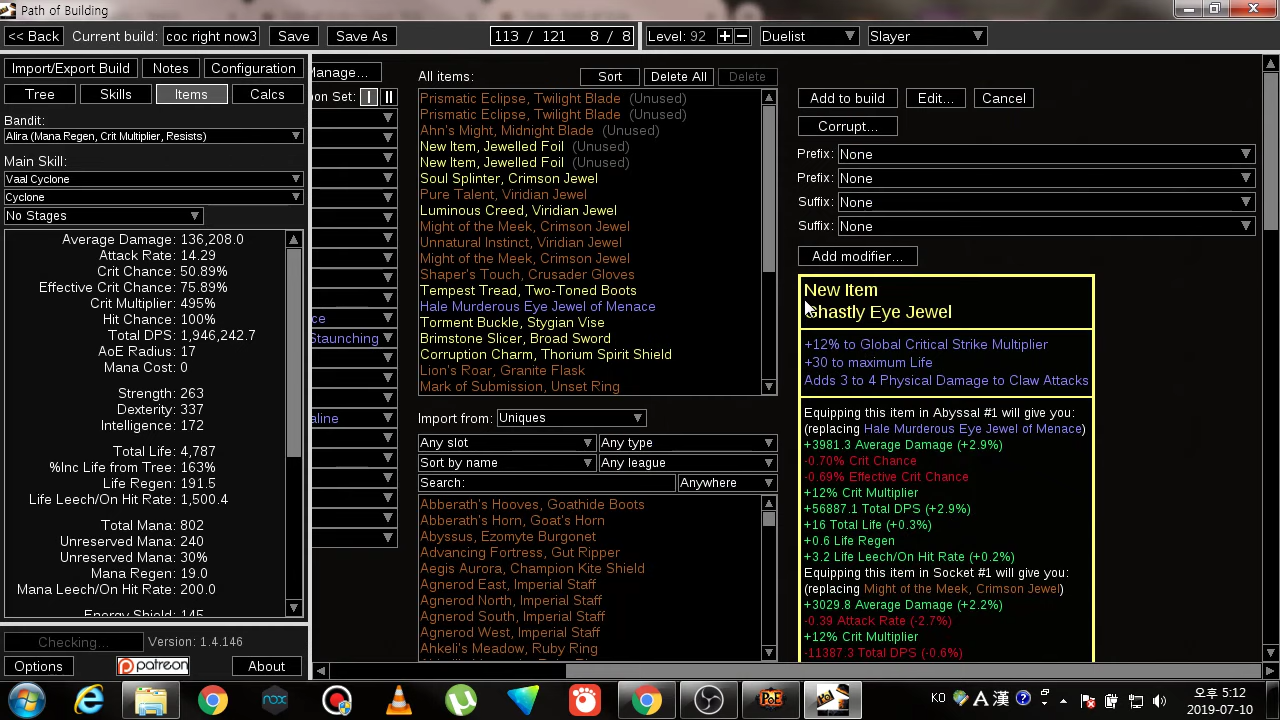 Path of Building
<< Back
Current build:
coc right now3
Save
Save As
113 / 121   8 / 8
Level: 92
+
−
Duelist
Slayer
Import/Export Build
Notes
Configuration
Tree
Skills
Items
Calcs
Bandit:
Alira (Mana Regen, Crit Multiplier, Resists)
Main Skill:
Vaal Cyclone
Cyclone
No Stages
Average Damage: 136,208.0
Attack Rate: 14.29
Crit Chance: 50.89%
Effective Crit Chance: 75.89%
Crit Multiplier: 495%
Hit Chance: 100%
Total DPS: 1,946,242.7
AoE Radius: 17
Mana Cost: 0
Strength: 263
Dexterity: 337
Intelligence: 172
Total Life: 4,787
%Inc Life from Tree: 163%
Life Regen: 191.5
Life Leech/On Hit Rate: 1,500.4
Total Mana: 802
Unreserved Mana: 240
Unreserved Mana: 30%
Mana Regen: 19.0
Mana Leech/On Hit Rate: 200.0
Energy Shield: 145
Checking...
Version: 1.4.146
Options
patreon
About
Manage...
on Set:
I
II
ce
Staunching
aline
All items:
Sort
Delete All
Delete
Prismatic Eclipse, Twilight Blade (Unused)
Prismatic Eclipse, Twilight Blade (Unused)
Ahn's Might, Midnight Blade (Unused)
New Item, Jewelled Foil (Unused)
New Item, Jewelled Foil (Unused)
Soul Splinter, Crimson Jewel
Pure Talent, Viridian Jewel
Luminous Creed, Viridian Jewel
Might of the Meek, Crimson Jewel
Unnatural Instinct, Viridian Jewel
Might of the Meek, Crimson Jewel
Shaper's Touch, Crusader Gloves
Tempest Tread, Two-Toned Boots
Hale Murderous Eye Jewel of Menace
Torment Buckle, Stygian Vise
Brimstone Slicer, Broad Sword
Corruption Charm, Thorium Spirit Shield
Lion's Roar, Granite Flask
Mark of Submission, Unset Ring
Import from:
Uniques
Any slot
Any type
Sort by name
Any league
Search:
Anywhere
Abberath's Hooves, Goathide Boots
Abberath's Horn, Goat's Horn
Abyssus, Ezomyte Burgonet
Advancing Fortress, Gut Ripper
Aegis Aurora, Champion Kite Shield
Agnerod East, Imperial Staff
Agnerod North, Imperial Staff
Agnerod South, Imperial Staff
Agnerod West, Imperial Staff
Ahkeli's Meadow, Ruby Ring
Add to build
Edit...
Cancel
Corrupt...
Prefix: None
Prefix: None
Suffix: None
Suffix: None
Add modifier...
New Item
Ghastly Eye Jewel
+12% to Global Critical Strike Multiplier
+30 to maximum Life
Adds 3 to 4 Physical Damage to Claw Attacks
Equipping this item in Abyssal #1 will give you:
(replacing Hale Murderous Eye Jewel of Menace)
+3981.3 Average Damage (+2.9%)
-0.70% Crit Chance
-0.69% Effective Crit Chance
+12% Crit Multiplier
+56887.1 Total DPS (+2.9%)
+16 Total Life (+0.3%)
+0.6 Life Regen
+3.2 Life Leech/On Hit Rate (+0.2%)
Equipping this item in Socket #1 will give you:
(replacing Might of the Meek, Crimson Jewel)
+3029.8 Average Damage (+2.2%)
-0.39 Attack Rate (-2.7%)
+12% Crit Multiplier
-11387.3 Total DPS (-0.6%)
nox
PoE
KO
A
漢
오후 5:12
2019-07-10